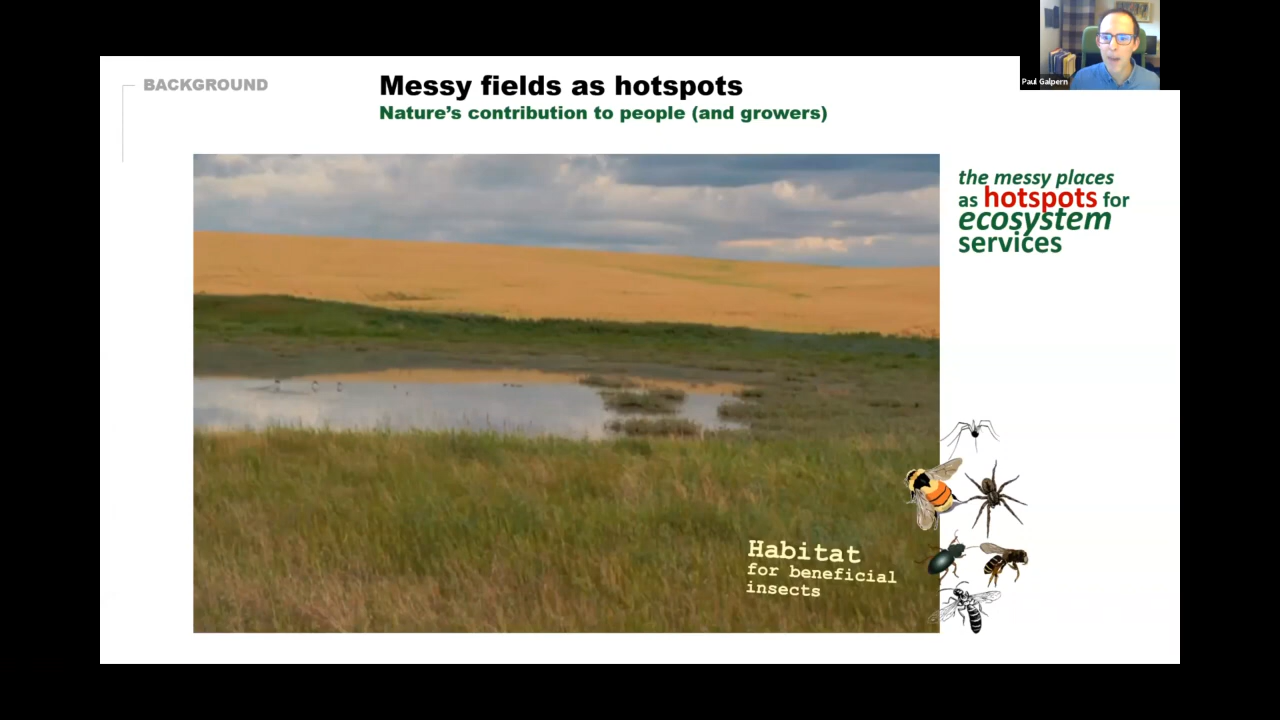 BACKGROUND
Messy fields as hotspots
Nature's contribution to people (and growers)
Paul Galpern
the messy places
as hotspots for
ecosystem
services
Habitat
for beneficial
insects